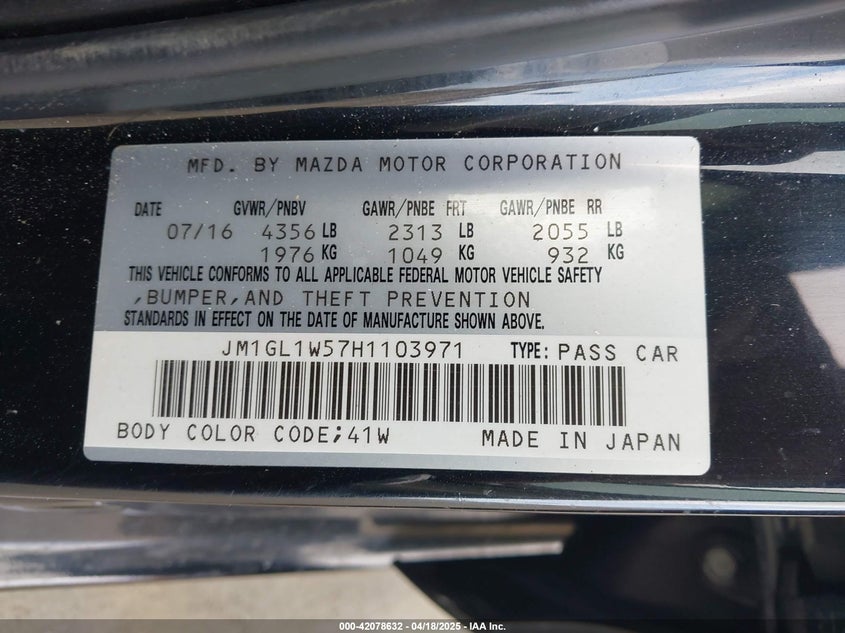 MFD. BY MAZDA MOTOR CORPORATION
DATE GVWR/PNBV GAWR/PNBE FRT GAWR/PNBE RR
07/16 4356 LB 2313 LB 2055 LB
1976 KG 1049 KG 932 KG
THIS VEHICLE CONFORMS TO ALL APPLICABLE FEDERAL MOTOR VEHICLE SAFETY
,BUMPER,AND THEFT PREVENTION
STANDARDS IN EFFECT ON THE DATE OF MANUFACTURE SHOWN ABOVE.
JM1GL1W57H1103971 TYPE: PASS CAR
BODY COLOR CODE;41W MADE IN JAPAN
000-42078632 - 04/18/2025 - IAA Inc.